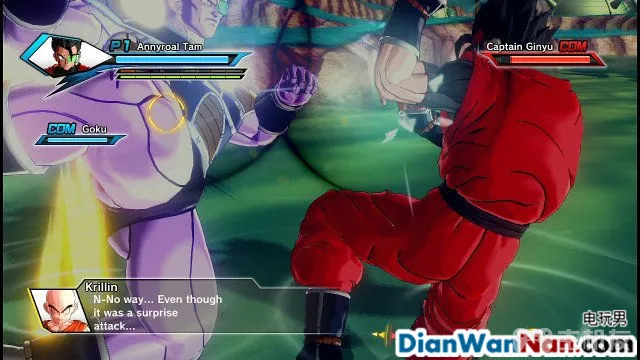 P1 Annyroal Tam
Captain Ginyu COM
COM Goku
Krillin
N-No way... Even though
it was a surprise
attack...
电玩男
DianWanNan.com